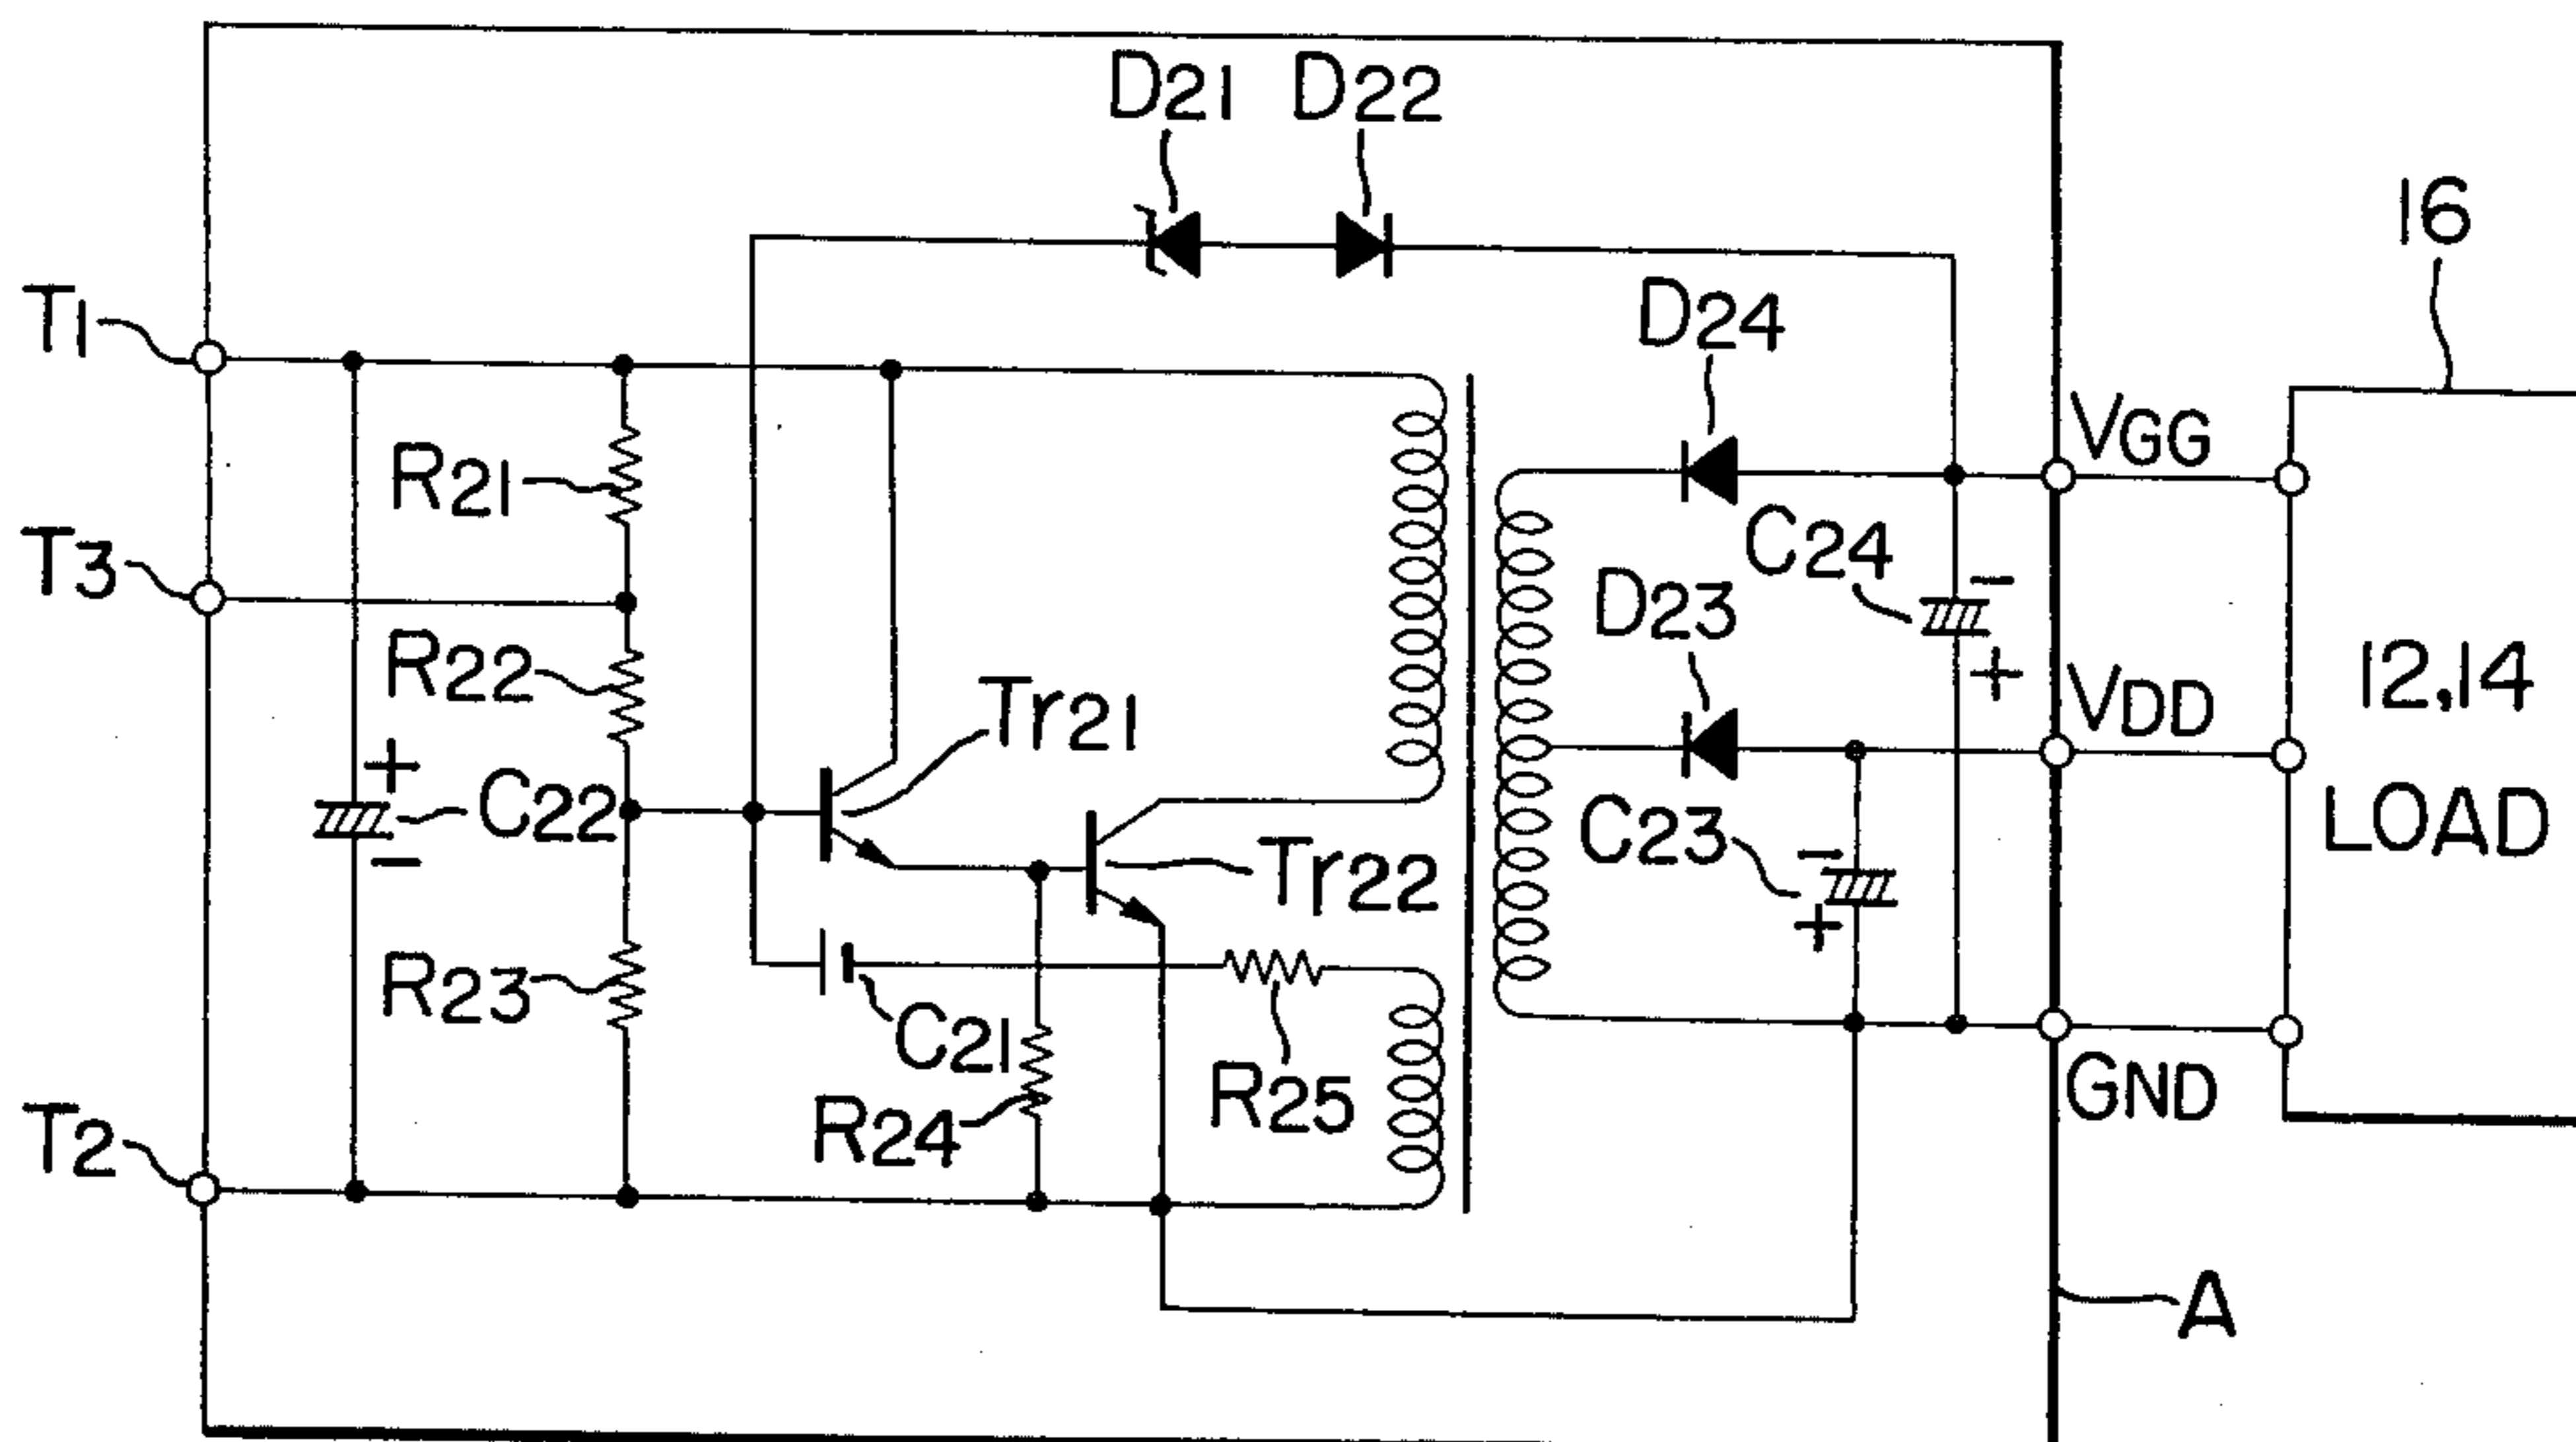 D21 D22
16
T1
D24
VGG
R21
C24
T3
D23
R22
12,14
VDD
Tr21
+
-
C22
-
+
LOAD
C23
-
+
Tr22
R23
C21
R24
R25
GND
T2
A